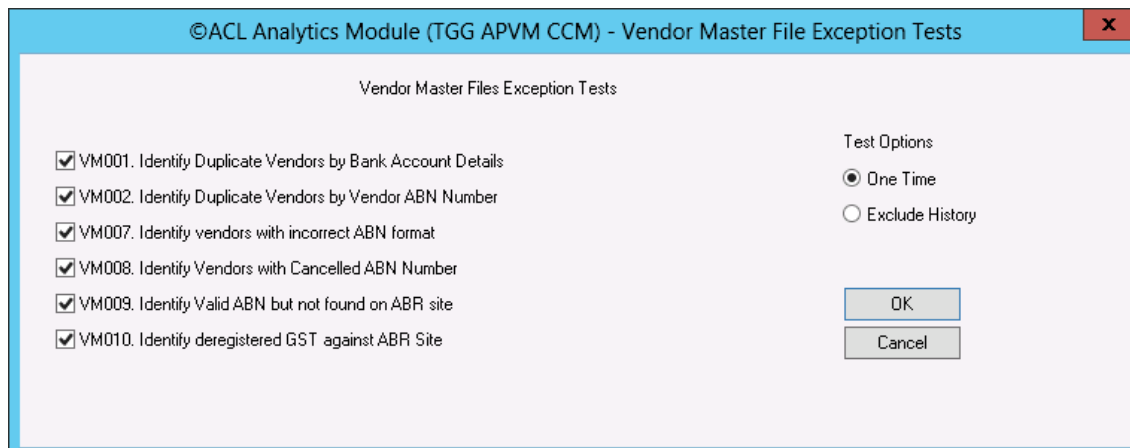 ©ACL Analytics Module (TGG APVM CCM) - Vendor Master File Exception Tests
x
Vendor Master Files Exception Tests
VM001. Identify Duplicate Vendors by Bank Account Details
VM002. Identify Duplicate Vendors by Vendor ABN Number
VM007. Identify vendors with incorrect ABN format
VM008. Identify Vendors with Cancelled ABN Number
VM009. Identify Valid ABN but not found on ABR site
VM010. Identify deregistered GST against ABR Site
Test Options
One Time
Exclude History
OK
Cancel